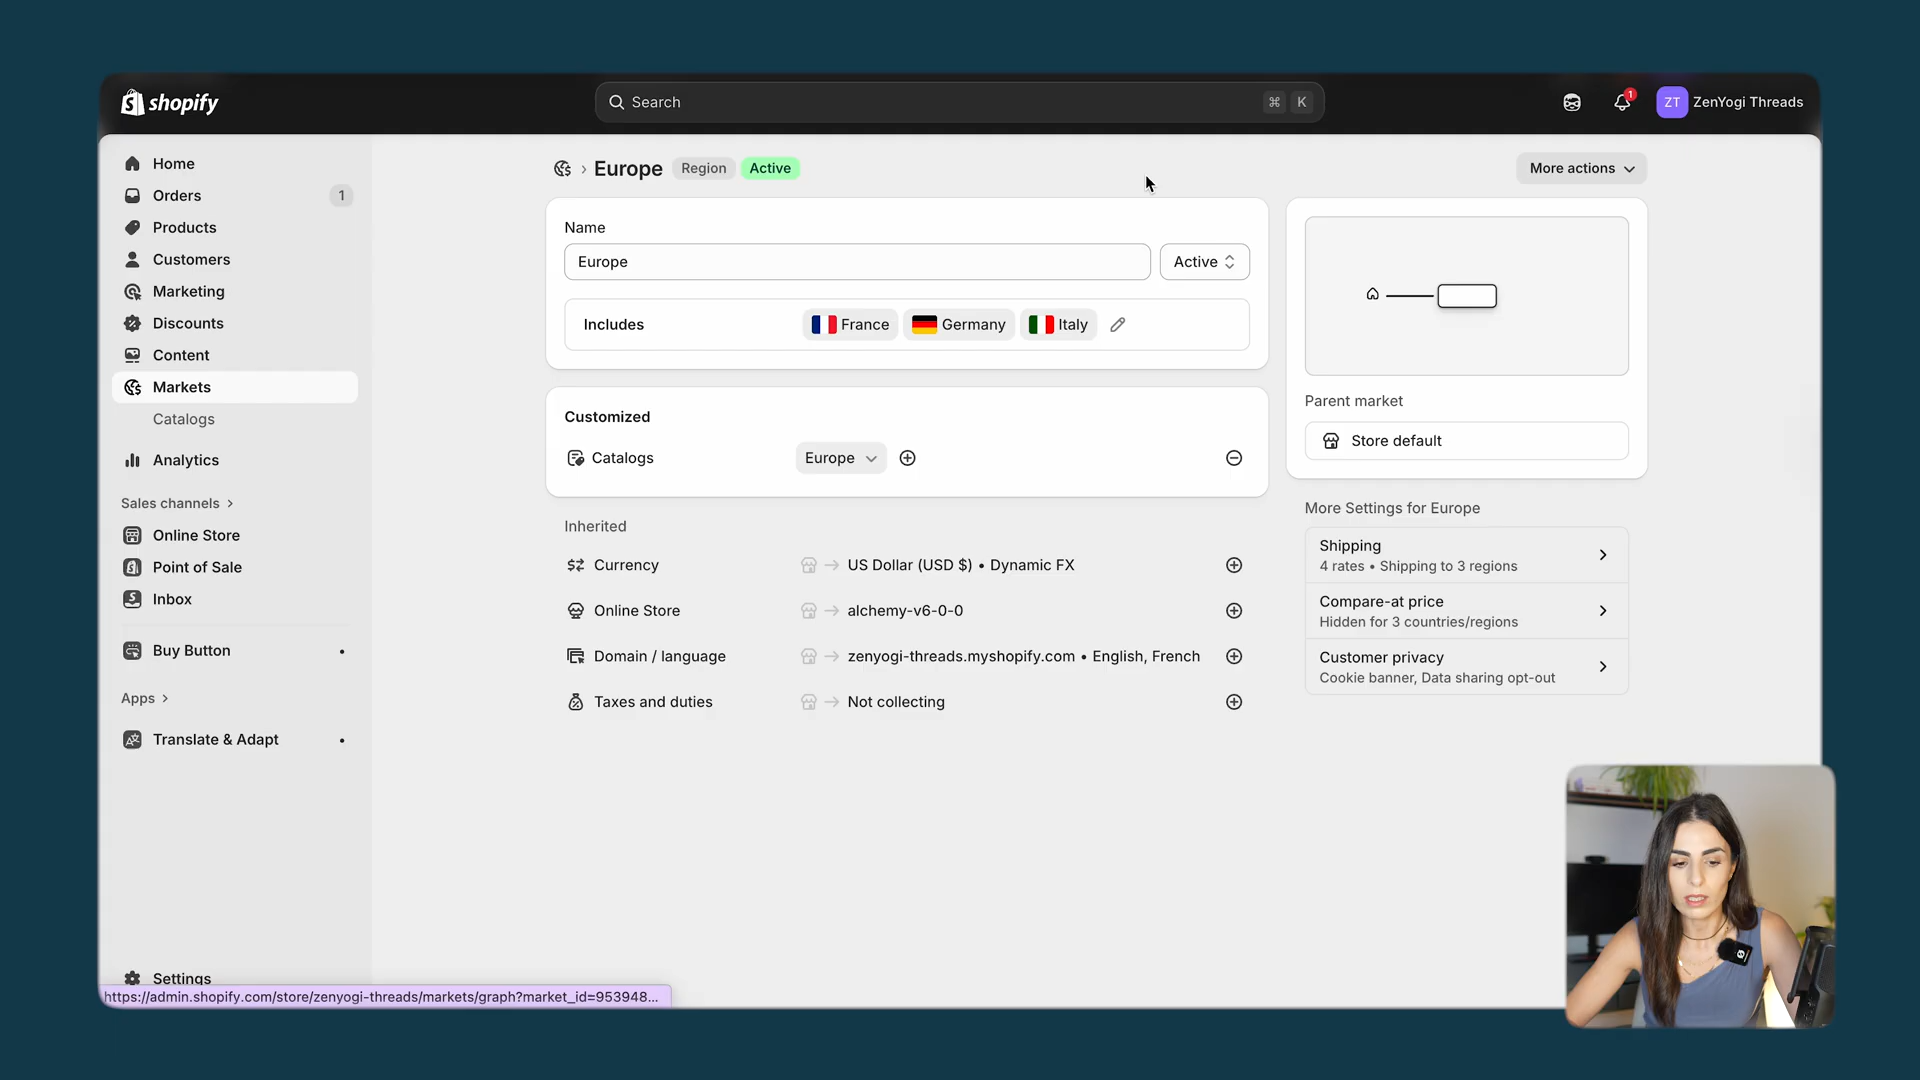 shopify
Search
⌘ K
1
ZT ZenYogi Threads
Home
Orders 1
Products
Customers
Marketing
Discounts
Content
Markets
Catalogs
Analytics
Sales channels
Online Store
Point of Sale
Inbox
Buy Button
Apps
Translate & Adapt
Settings
https://admin.shopify.com/store/zenyogi-threads/markets/graph?market_id=953948...
Europe Region Active
More actions
Name
Europe Active
Includes France Germany Italy
Customized
Catalogs Europe
Inherited
Currency US Dollar (USD $) • Dynamic FX
Online Store alchemy-v6-0-0
Domain / language zenyogi-threads.myshopify.com • English, French
Taxes and duties Not collecting
Parent market
Store default
More Settings for Europe
Shipping
4 rates • Shipping to 3 regions
Compare-at price
Hidden for 3 countries/regions
Customer privacy
Cookie banner, Data sharing opt-out